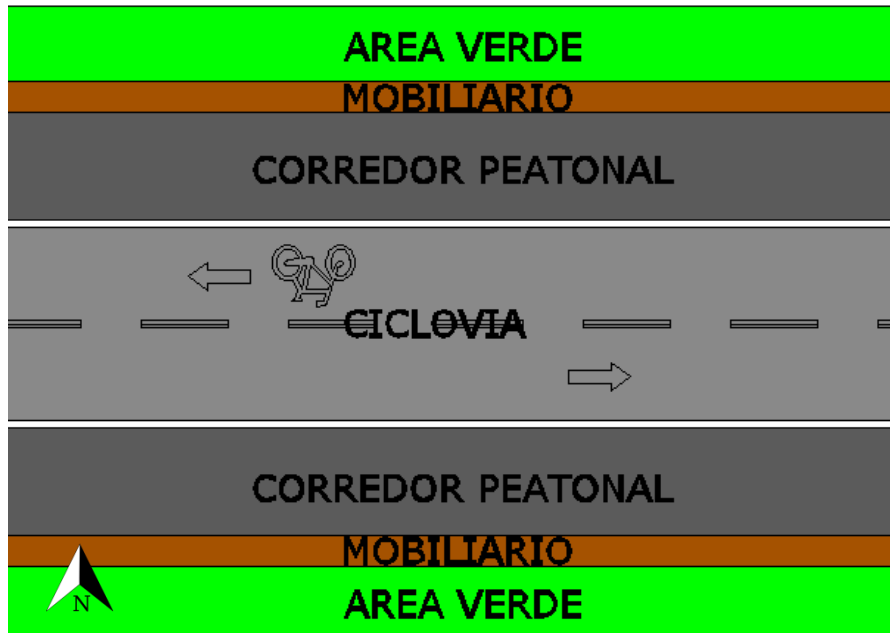 AREA VERDE
MOBILIARIO
CORREDOR PEATONAL
CICLOVIA
CORREDOR PEATONAL
MOBILIARIO
N
AREA VERDE